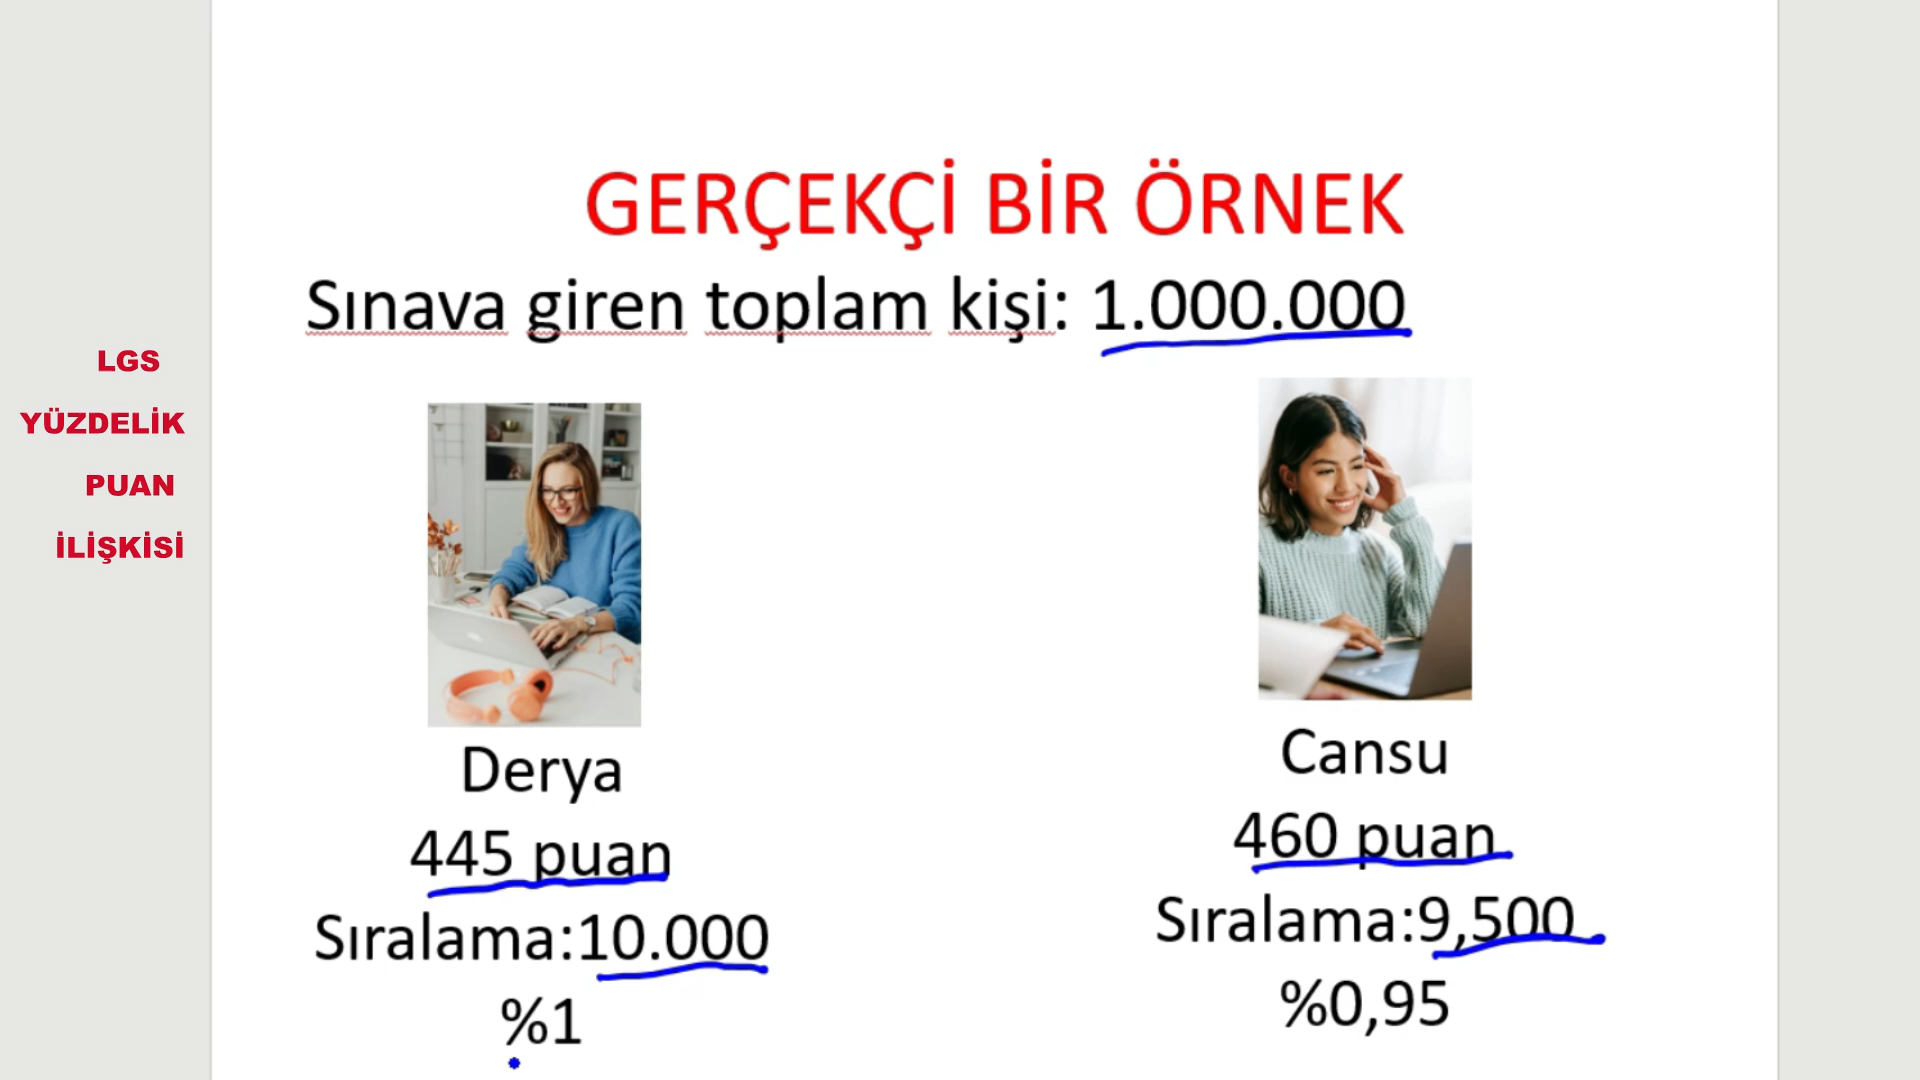 LGS
YÜZDELİK
PUAN
İLİŞKİSİ
GERÇEKÇİ BİR ÖRNEK
Sınava giren toplam kişi: 1.000.000
Derya
445 puan
Sıralama:10.000
%1
Cansu
460 puan
Sıralama:9,500
%0,95